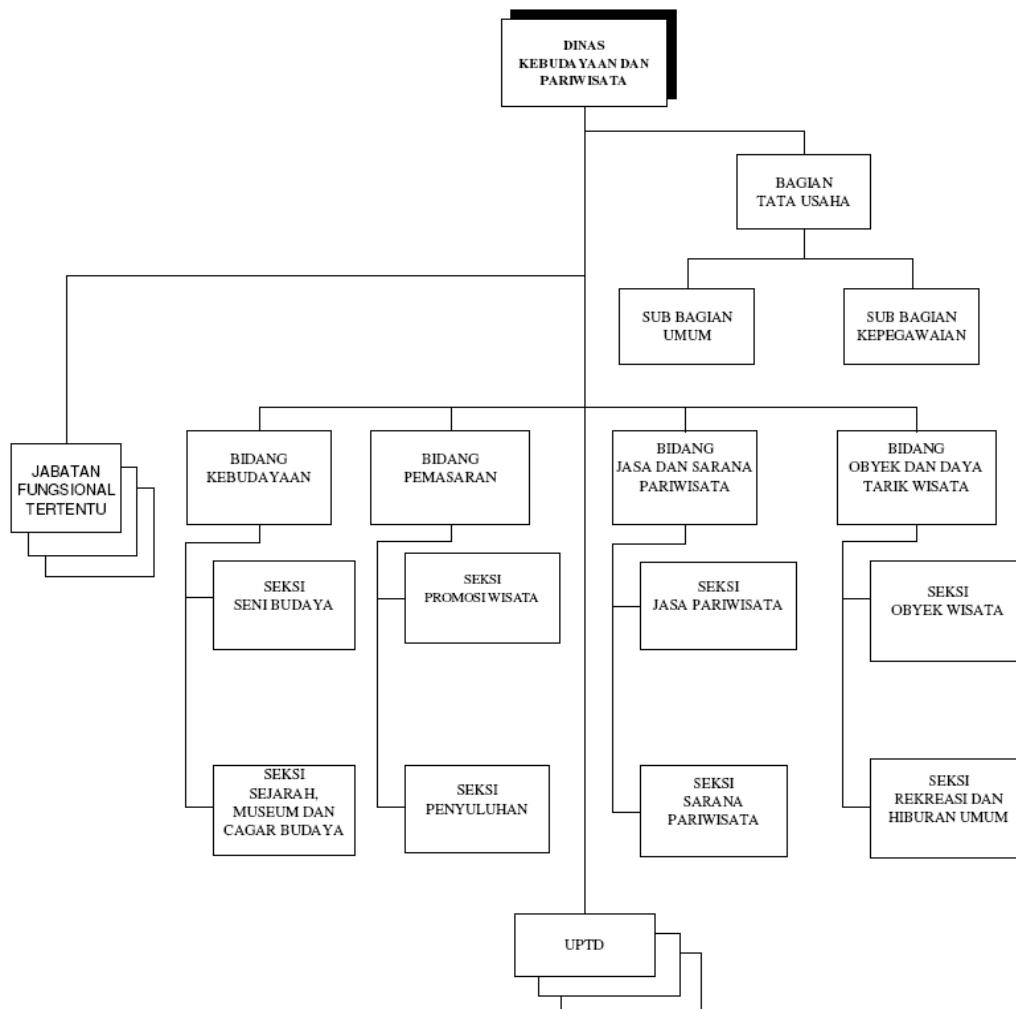 DINAS
KEBUDAYAAN DAN
PARIWISATA
BAGIAN
TATA USAHA
SUB BAGIAN
UMUM
SUB BAGIAN
KEPEGAWAIAN
JABATAN
FUNGSIONAL
TERTENTU
BIDANG
KEBUDAYAAN
BIDANG
PEMASARAN
BIDANG
JASA DAN SARANA
PARIWISATA
BIDANG
OBYEK DAN DAYA
TARIK WISATA
SEKSI
SENI BUDAYA
SEKSI
PROMOSI WISATA
SEKSI
JASA PARIWISATA
SEKSI
OBYEK WISATA
SEKSI
SEJARAH,
MUSEUM DAN
CAGAR BUDAYA
SEKSI
PENYULUHAN
SEKSI
SARANA
PARIWISATA
SEKSI
REKREASI DAN
HIBURAN UMUM
UPTD